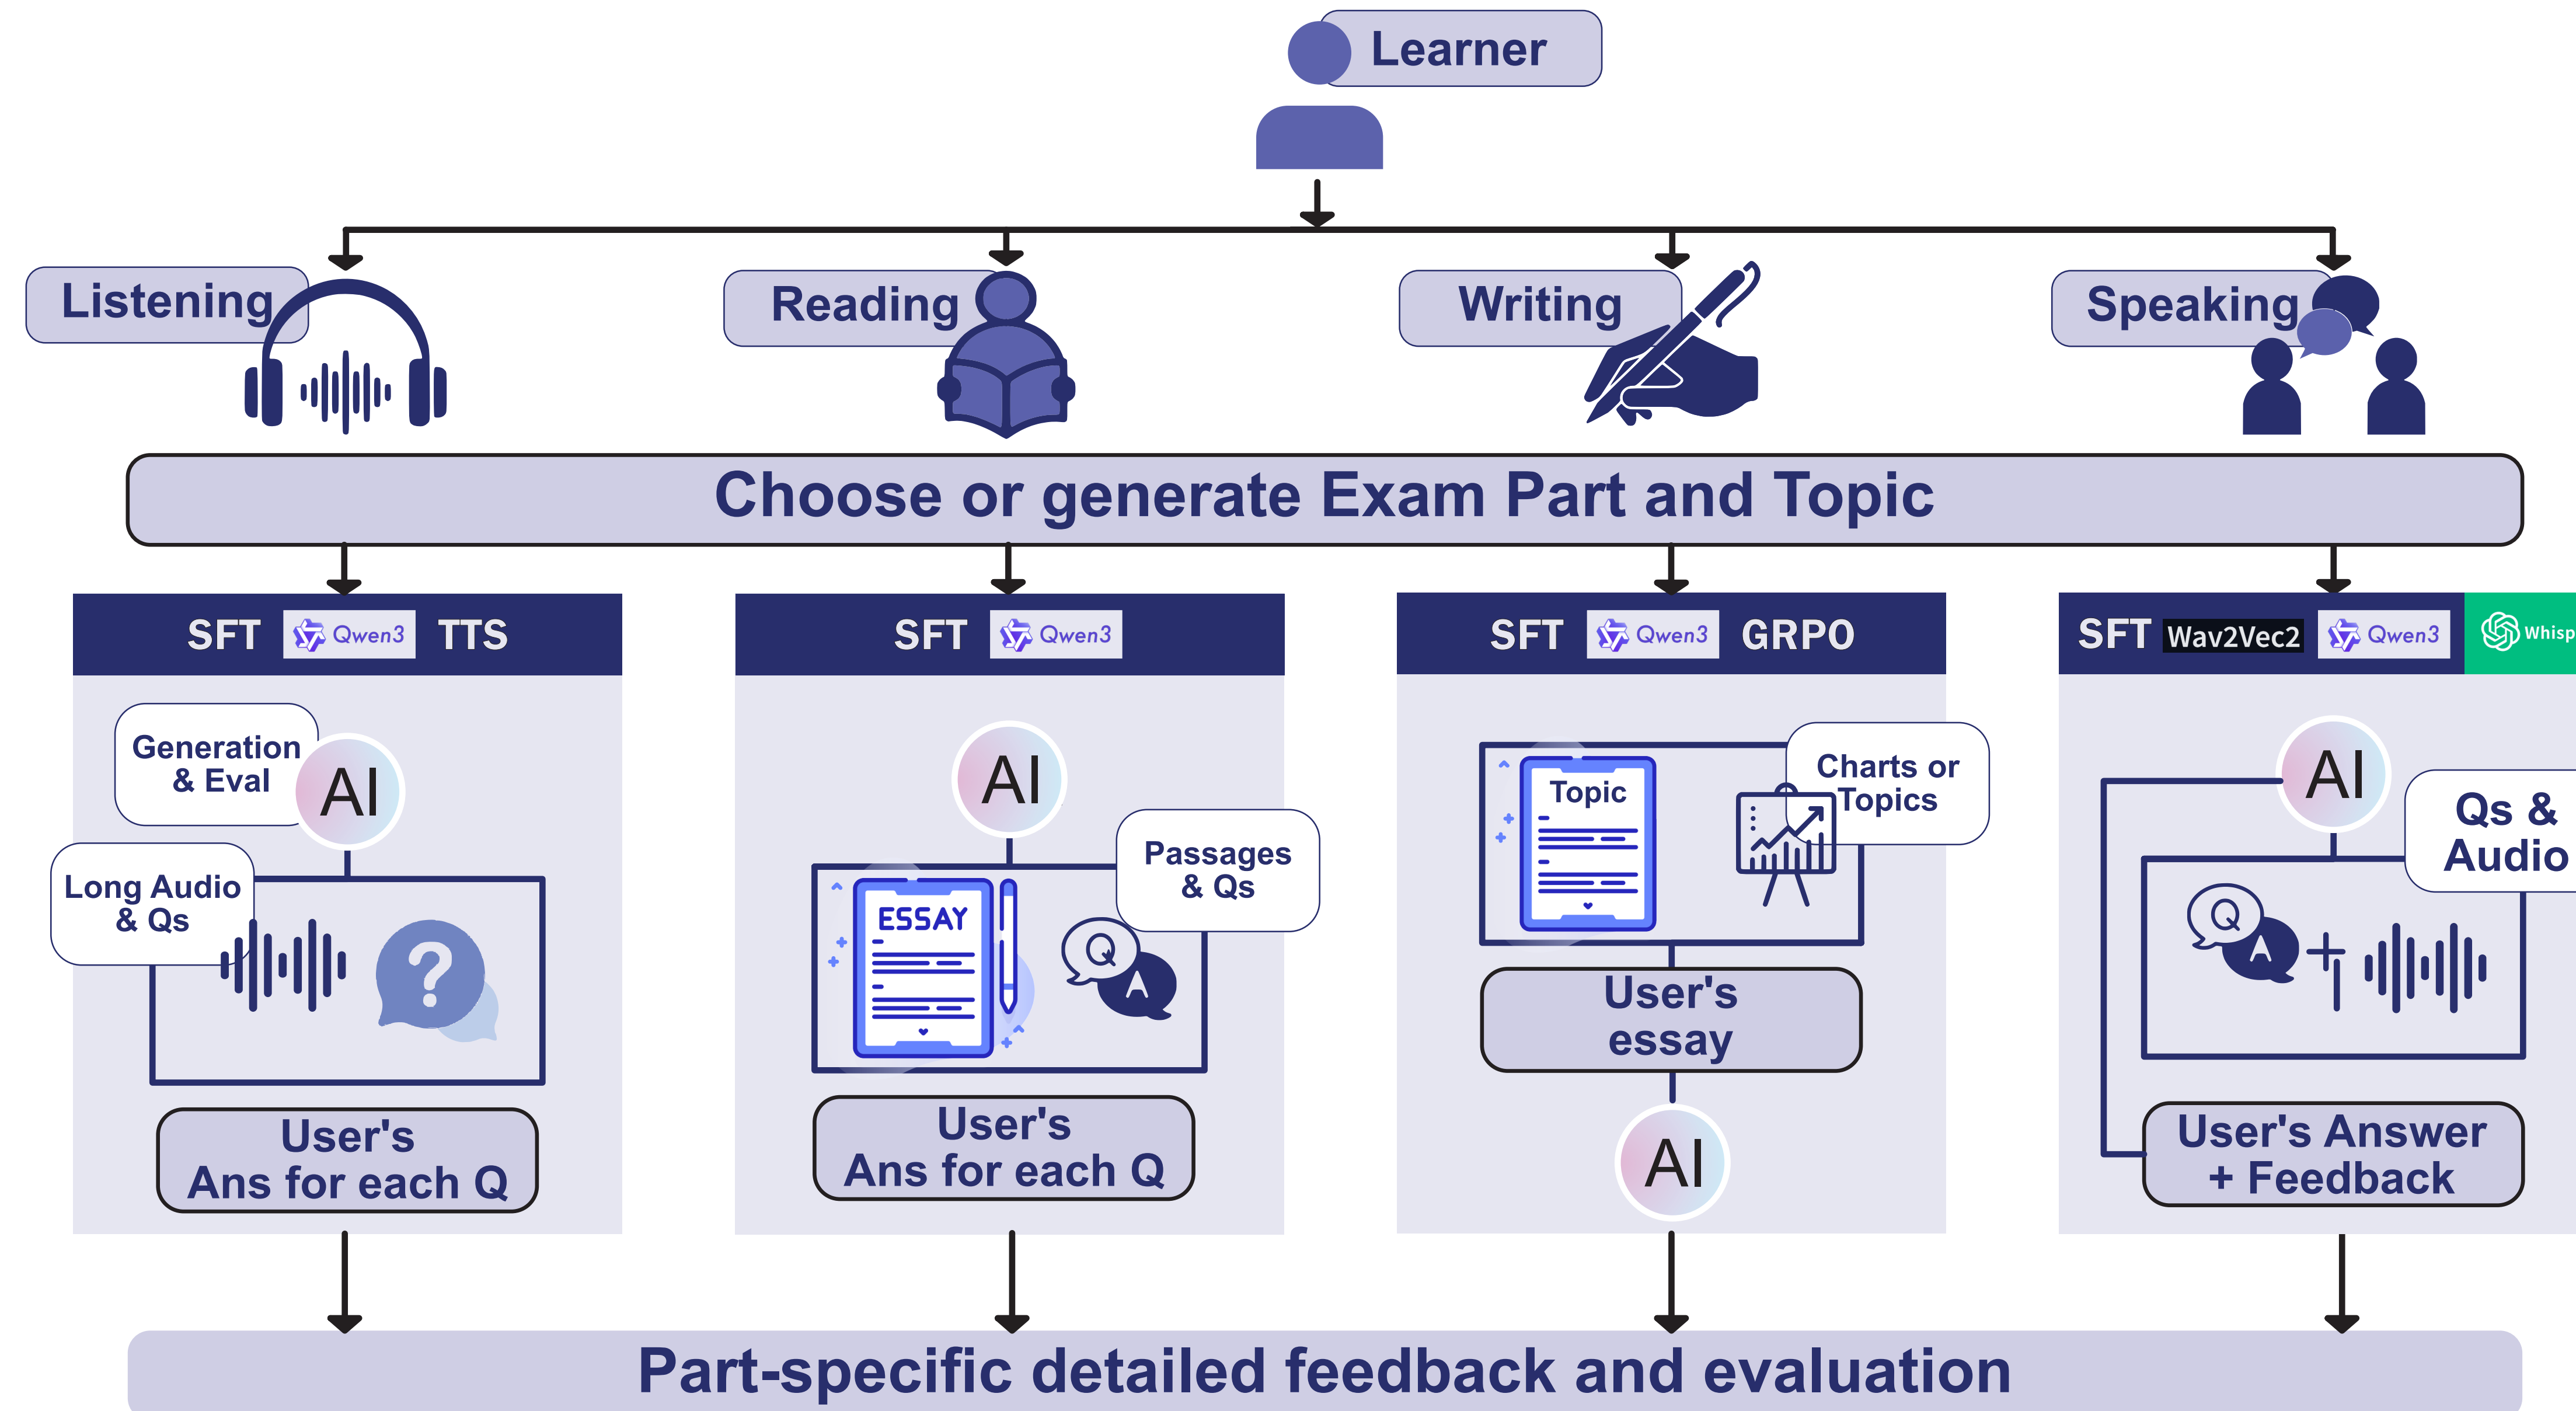 Learner
Listening
Reading
Writing
Speaking
Choose or generate Exam Part and Topic
SFT Qwen3 TTS
SFT Qwen3
SFT Qwen3 GRPO
SFT Wav2Vec2 Qwen3 Whisp
Generation
& Eval
AI
Long Audio
& Qs
?
User's
Ans for each Q
AI
Passages
& Qs
ESSAY
Q
A
User's
Ans for each Q
Charts or
Topics
Topic
User's
essay
AI
AI
Qs &
Audio
Q
A
+
User's Answer
+ Feedback
Part-specific detailed feedback and evaluation